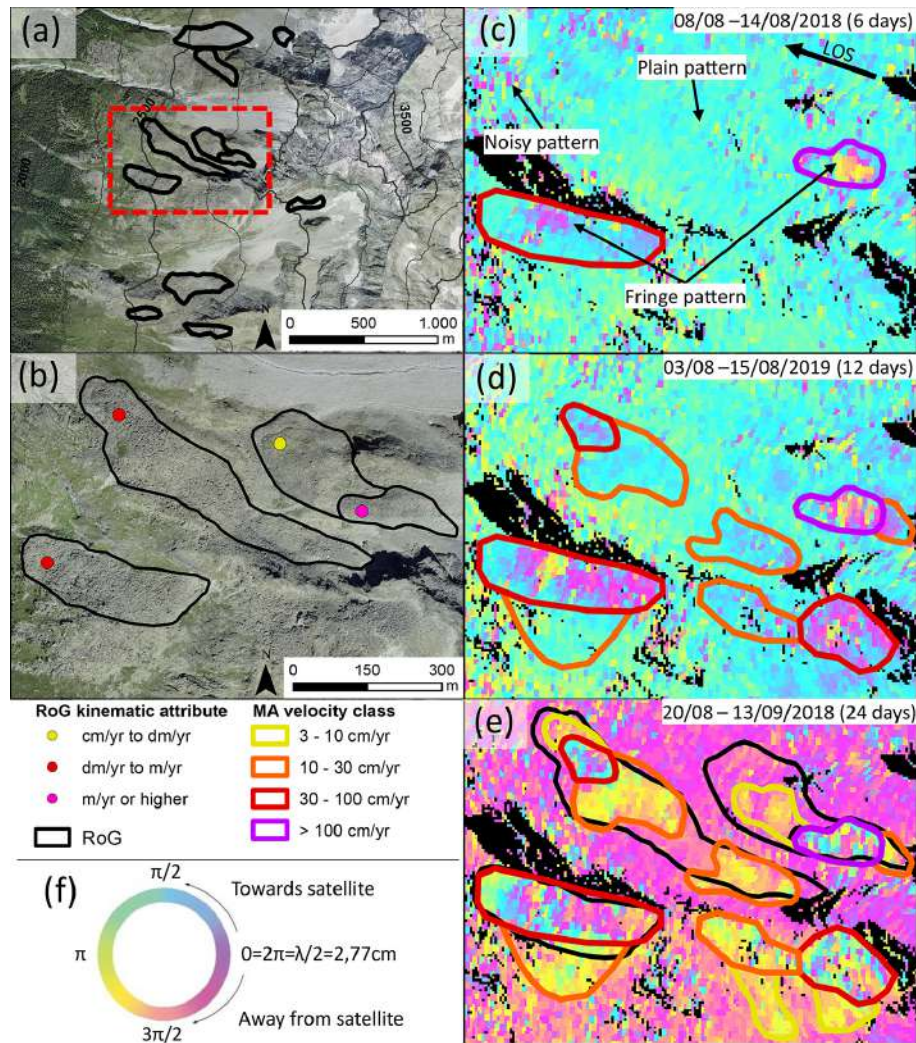 (a)
2500
2000
3500
0 500 1.000
m
(b)
N
0 150 300
m
RoG kinematic attribute
cm/yr to dm/yr
dm/yr to m/yr
m/yr or higher
RoG
MA velocity class
3 - 10 cm/yr
10 - 30 cm/yr
30 - 100 cm/yr
> 100 cm/yr
(f)
π/2
Towards satellite
π
0=2π=λ/2=2,77cm
3π/2
Away from satellite
(c)
08/08 –14/08/2018 (6 days)
LOS
Plain pattern
Noisy pattern
Fringe pattern
(d)
03/08 –15/08/2019 (12 days)
(e)
20/08 – 13/09/2018 (24 days)